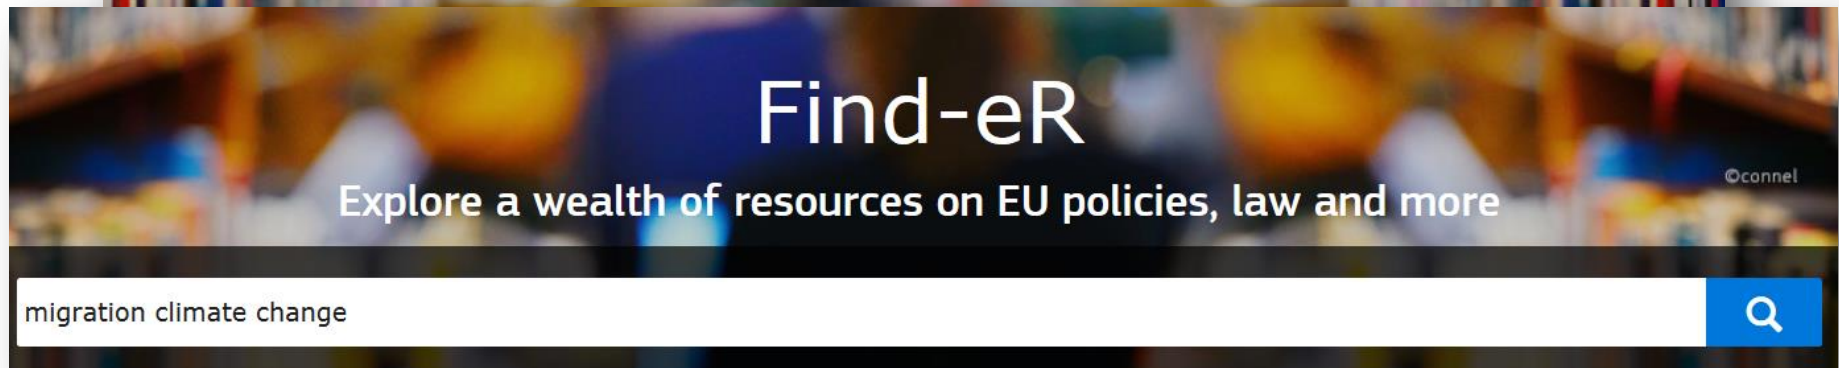 Find-eR
©connel
Explore a wealth of resources on EU policies, law and more
migration climate change